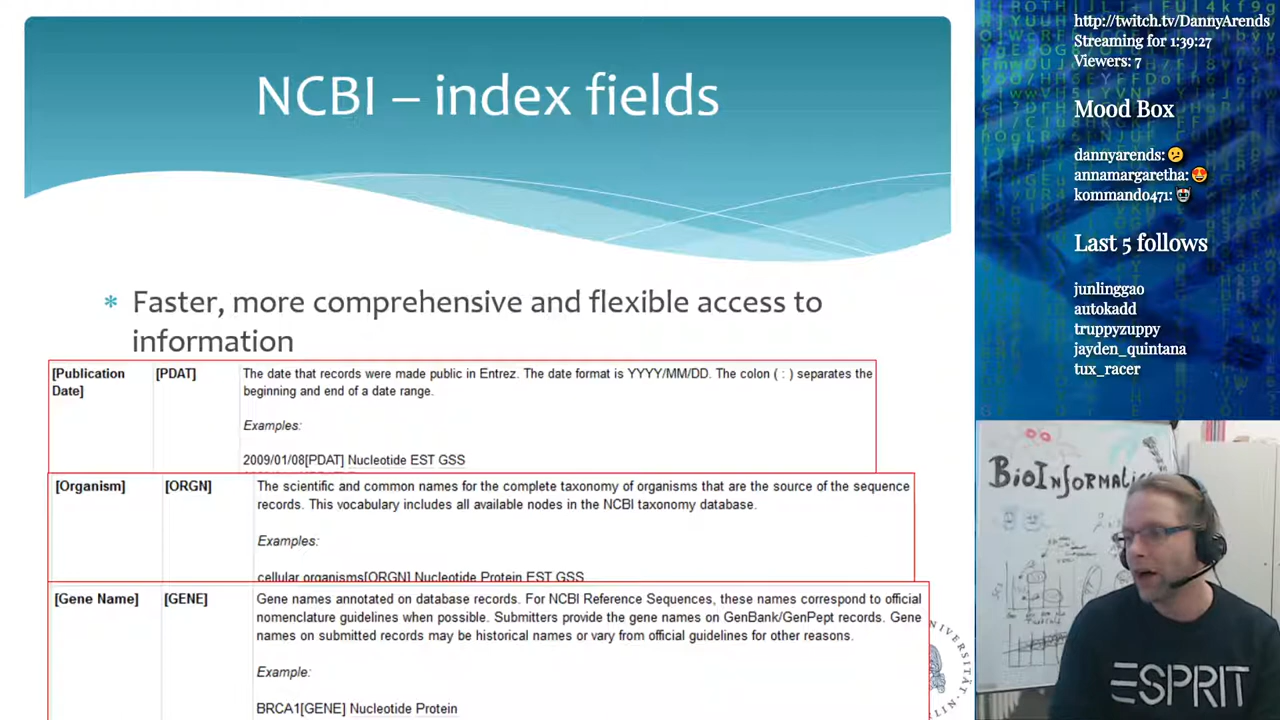 NCBI – index fields
* Faster, more comprehensive and flexible access to
information
[Publication
Date]
[PDAT]
The date that records were made public in Entrez. The date format is YYYY/MM/DD. The colon ( : ) separates the
beginning and end of a date range.
Examples:
2009/01/08[PDAT] Nucleotide EST GSS
[Organism]
[ORGN]
The scientific and common names for the complete taxonomy of organisms that are the source of the sequence
records. This vocabulary includes all available nodes in the NCBI taxonomy database.
Examples:
cellular organisms[ORGN] Nucleotide Protein EST GSS
[Gene Name]
[GENE]
Gene names annotated on database records. For NCBI Reference Sequences, these names correspond to official
nomenclature guidelines when possible. Submitters provide the gene names on GenBank/GenPept records. Gene
names on submitted records may be historical names or vary from official guidelines for other reasons.
Example:
BRCA1[GENE] Nucleotide Protein
http://twitch.tv/DannyArends
Streaming for 1:39:27
Viewers: 7
Mood Box
dannyarends:
annamargaretha:
kommando471:
Last 5 follows
junlinggao
autokadd
truppyzuppy
jayden_quintana
tux_racer
ESPRIT